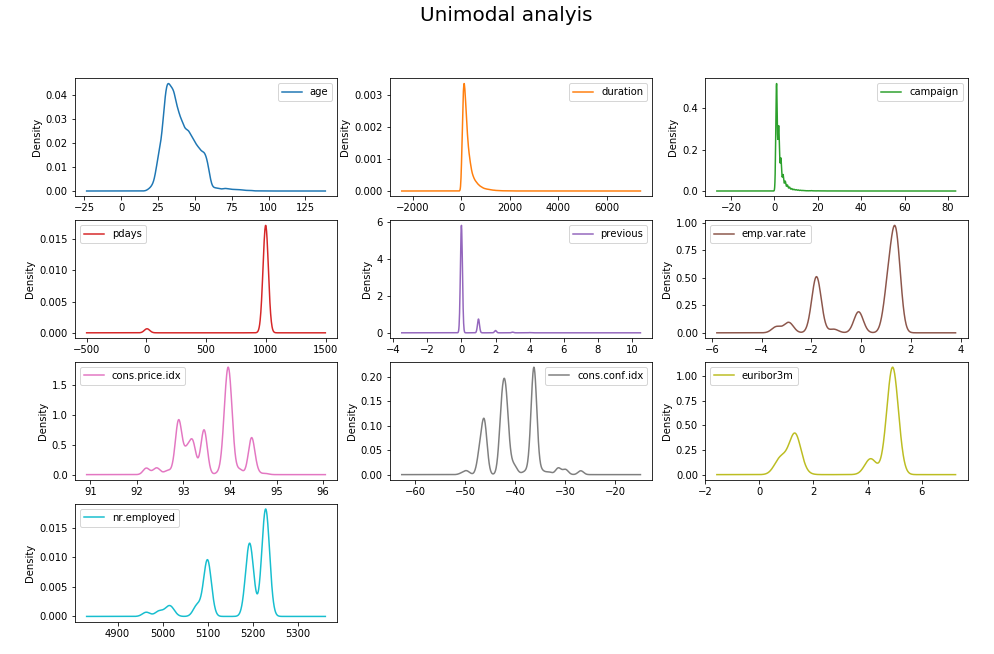 Unimodal analyis
Density
0.04
0.03
0.02
0.01
0.00
age
−25 0 25 50 75 100 125
Density
0.003
0.002
0.001
0.000
duration
−2000 0 2000 4000 6000
Density
0.4
0.2
0.0
campaign
−20 0 20 40 60 80
Density
0.015
0.010
0.005
0.000
pdays
−500 0 500 1000 1500
Density
6
4
2
0
previous
−4 −2 0 2 4 6 8 10
Density
1.00
0.75
0.50
0.25
0.00
emp.var.rate
−6 −4 −2 0 2 4
Density
1.5
1.0
0.5
0.0
cons.price.idx
91 92 93 94 95 96
Density
0.20
0.15
0.10
0.05
0.00
cons.conf.idx
−60 −50 −40 −30 −20
Density
1.00
0.75
0.50
0.25
0.00
euribor3m
−2 0 2 4 6
Density
0.015
0.010
0.005
0.000
nr.employed
4900 5000 5100 5200 5300